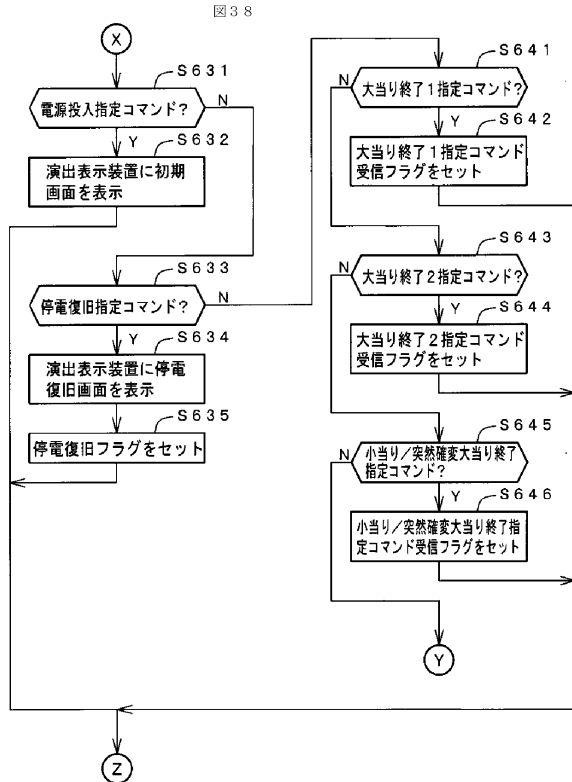 図38
X
S631
電源投入指定コマンド?
N
Y
S632
演出表示装置に初期
画面を表示
S633
停電復旧指定コマンド?
N
Y
S634
演出表示装置に停電
復旧画面を表示
S635
停電復旧フラグをセット
S641
N
大当り終了1指定コマンド?
Y
S642
大当り終了1指定コマンド
受信フラグをセット
S643
N
大当り終了2指定コマンド?
Y
S644
大当り終了2指定コマンド
受信フラグをセット
S645
N
小当り/突然確変大当り終了
指定コマンド?
Y
S646
小当り/突然確変大当り終了指
定コマンド受信フラグをセット
Y
Z